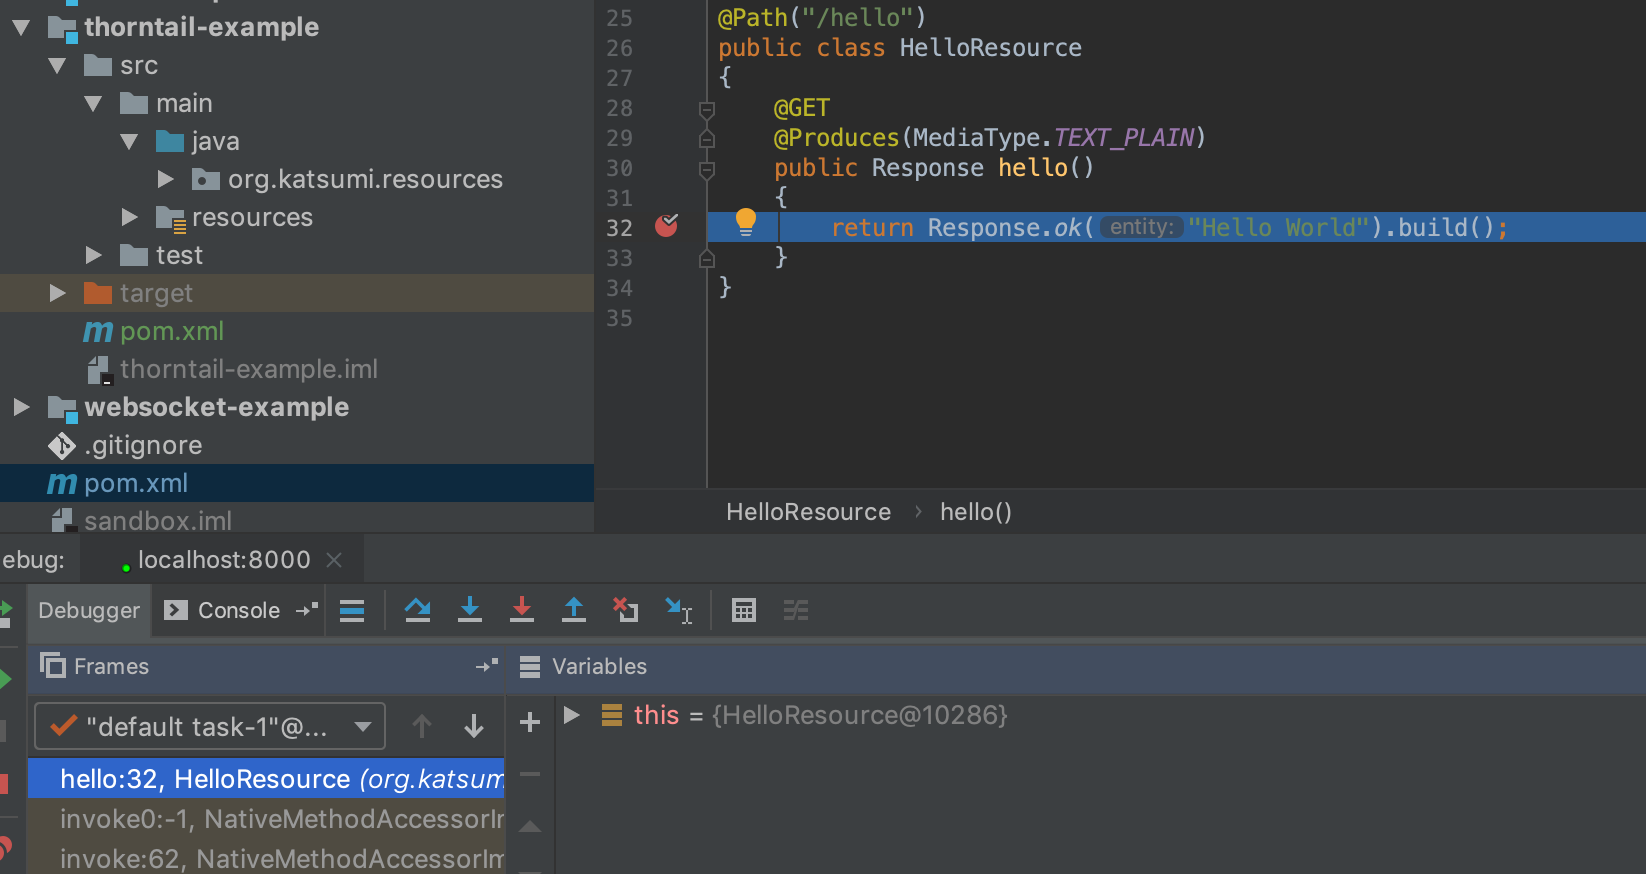 thorntail-example
src
main
java
org.katsumi.resources
resources
test
target
pom.xml
thorntail-example.iml
websocket-example
.gitignore
pom.xml
sandbox.iml
25 @Path("/hello")
26 public class HelloResource
27 {
28 @GET
29 @Produces(MediaType.TEXT_PLAIN)
30 public Response hello()
31 {
32 return Response.ok( entity: "Hello World").build();
33 }
34 }
35
HelloResource › hello()
ebug: localhost:8000
Debugger Console
Frames Variables
"default task-1"@...
this = {HelloResource@10286}
hello:32, HelloResource (org.katsum
invoke0:-1, NativeMethodAccessorIr
invoke:62, NativeMethodAccessorIm